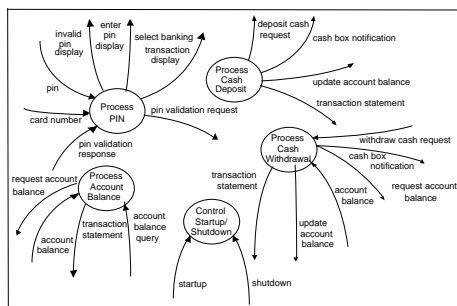 invalid
pin
display
enter
pin
display
select banking
transaction
display
pin
Process
PIN
card number
pin validation request
pin validation
response
deposit cash
request
cash box notification
Process
Cash
Deposit
update account balance
transaction statement
Process
Cash
Withdrawal
withdraw cash request
cash box
notification
request account
balance
account
balance
update
account
balance
transaction
statement
request account
balance
Process
Account
Balance
account
balance
transaction
statement
account
balance
query
Control
Startup/
Shutdown
startup
shutdown